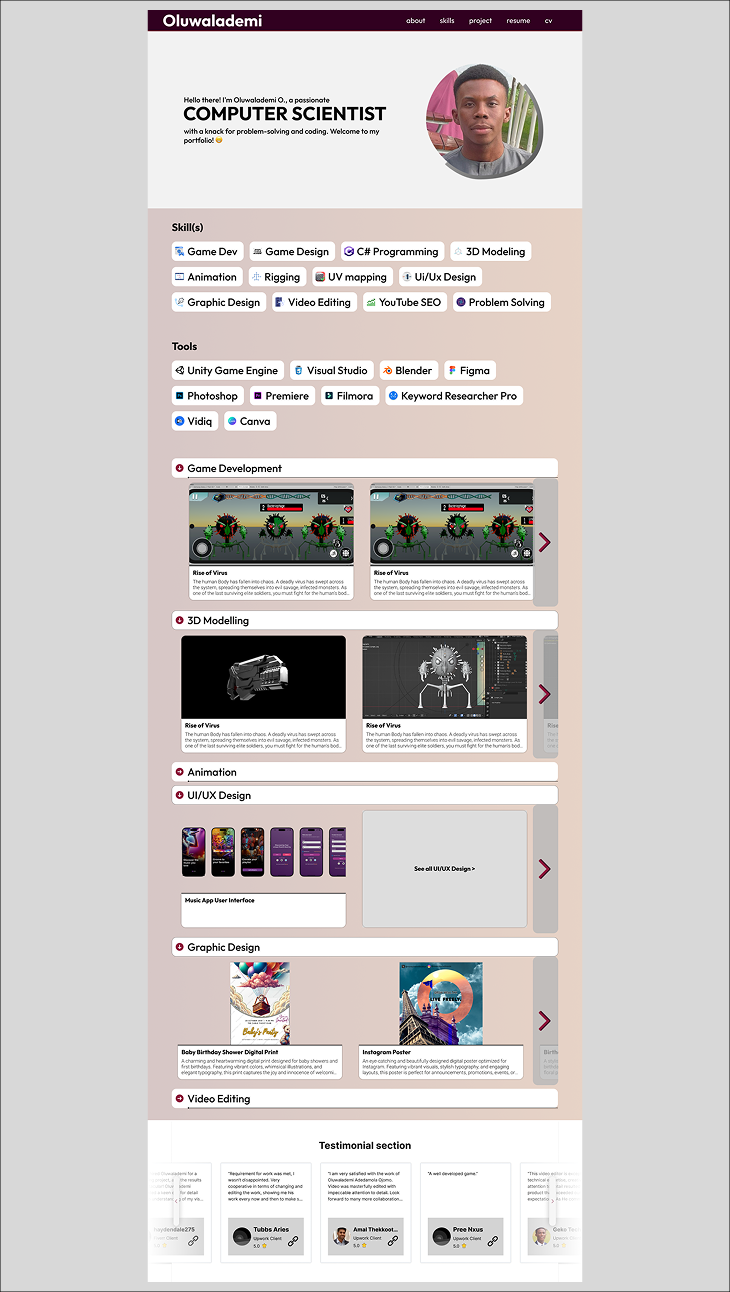 Oluwalademi
about skills project resume cv
Hello there! I'm Oluwalademi O., a passionate
COMPUTER SCIENTIST
with a knack for problem-solving and coding. Welcome to my
portfolio! 😊
Skill(s)
Game Dev Game Design C# Programming 3D Modeling
Animation Rigging UV mapping Ui/Ux Design
Graphic Design Video Editing YouTube SEO Problem Solving
Tools
Unity Game Engine Visual Studio Blender Figma
Photoshop Premiere Filmora Keyword Researcher Pro
Vidiq Canva
Game Development
Rise of Virus
The human Body has fallen into chaos. A deadly virus has swept across
the system, spreading themselves into evil savage, infected monsters. As
one of the last surviving elite soldiers, you must fight for the human's bod...
Rise of Virus
The human Body has fallen into chaos. A deadly virus has swept across
the system, spreading themselves into evil savage, infected monsters. As
one of the last surviving elite soldiers, you must fight for the human's bod...
3D Modelling
Rise of Virus
The human Body has fallen into chaos. A deadly virus has swept across
the system, spreading themselves into evil savage, infected monsters. As
one of the last surviving elite soldiers, you must fight for the human's bod...
Rise of Virus
The human Body has fallen into chaos. A deadly virus has swept across
the system, spreading themselves into evil savage, infected monsters. As
one of the last surviving elite soldiers, you must fight for the human's bod...
Animation
UI/UX Design
Music App User Interface
See all UI/UX Design >
Graphic Design
Baby's Party
LIVE FREELY.
Baby Birthday Shower Digital Print
A charming and heartwarming digital print designed for baby showers and
first birthdays. Featuring vibrant colors, whimsical illustrations, and
elegant typography, this print captures the joy and innocence of welcomi...
Instagram Poster
An eye catching and beautifully designed digital poster optimized for
Instagram. Featuring vibrant visuals, stylish typography, and engaging
layouts, this poster is perfect for announcements, promotions, events, or...
Video Editing
Testimonial section
"Requirement for work was met, I
wasn't disappointed. Very
cooperative in terms of changing and
editing the work, showing me his
work every now and then to make s...
Tubbs Aries
Upwork Client
5.0
"I am very satisfied with the work of
Oluwalademi Adedamola Ojomo.
Video was masterfully edited with
impeccable attention to detail. Look
forward to many more collaboration...
Amal Thekkoot...
Upwork Client
5.0
"A well developed game."
Pree Nxus
Upwork Client
5.0